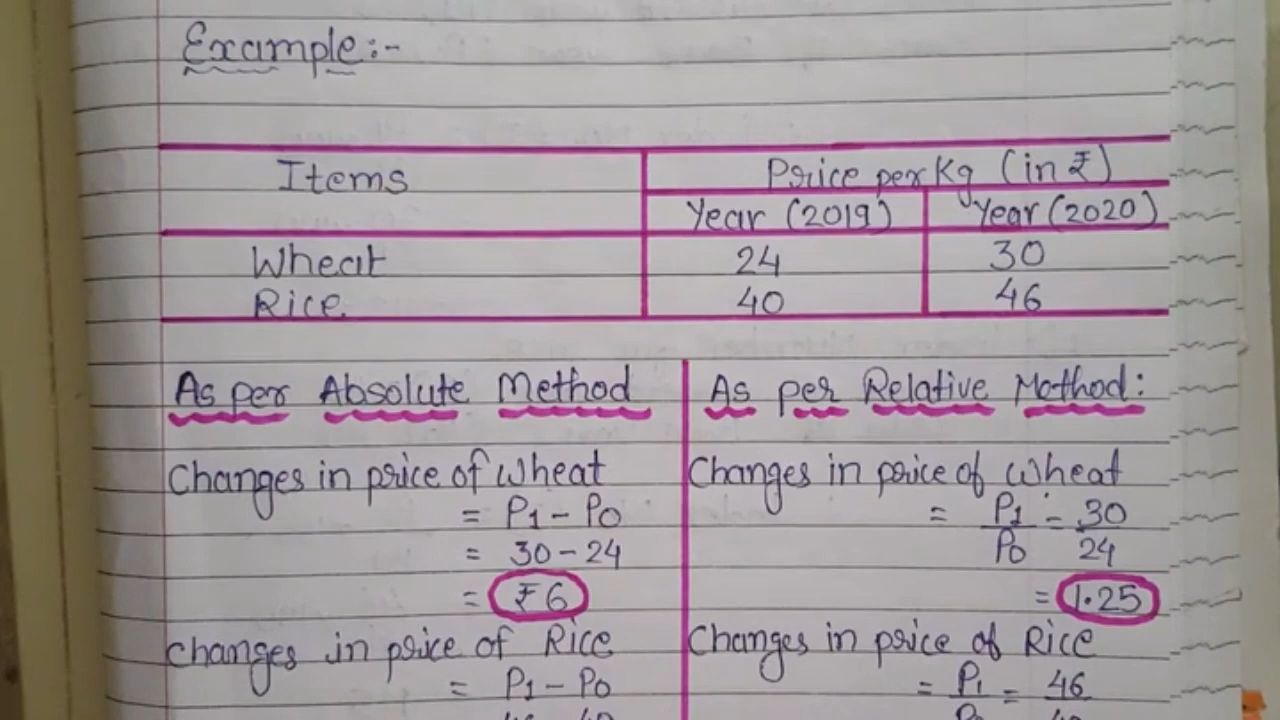 Example:-
Items Price per Kg (in ₹)
Year (2019) Year (2020)
Wheat 24 30
Rice. 40 46
As per Absolute Method
Changes in price of wheat
= P1 - P0
= 30 - 24
= ₹6
Changes in price of Rice
= P1 - P0
As per Relative Method:
Changes in price of wheat
= P1/P0 = 30/24
= 1.25
Changes in price of Rice
= P1 = 46